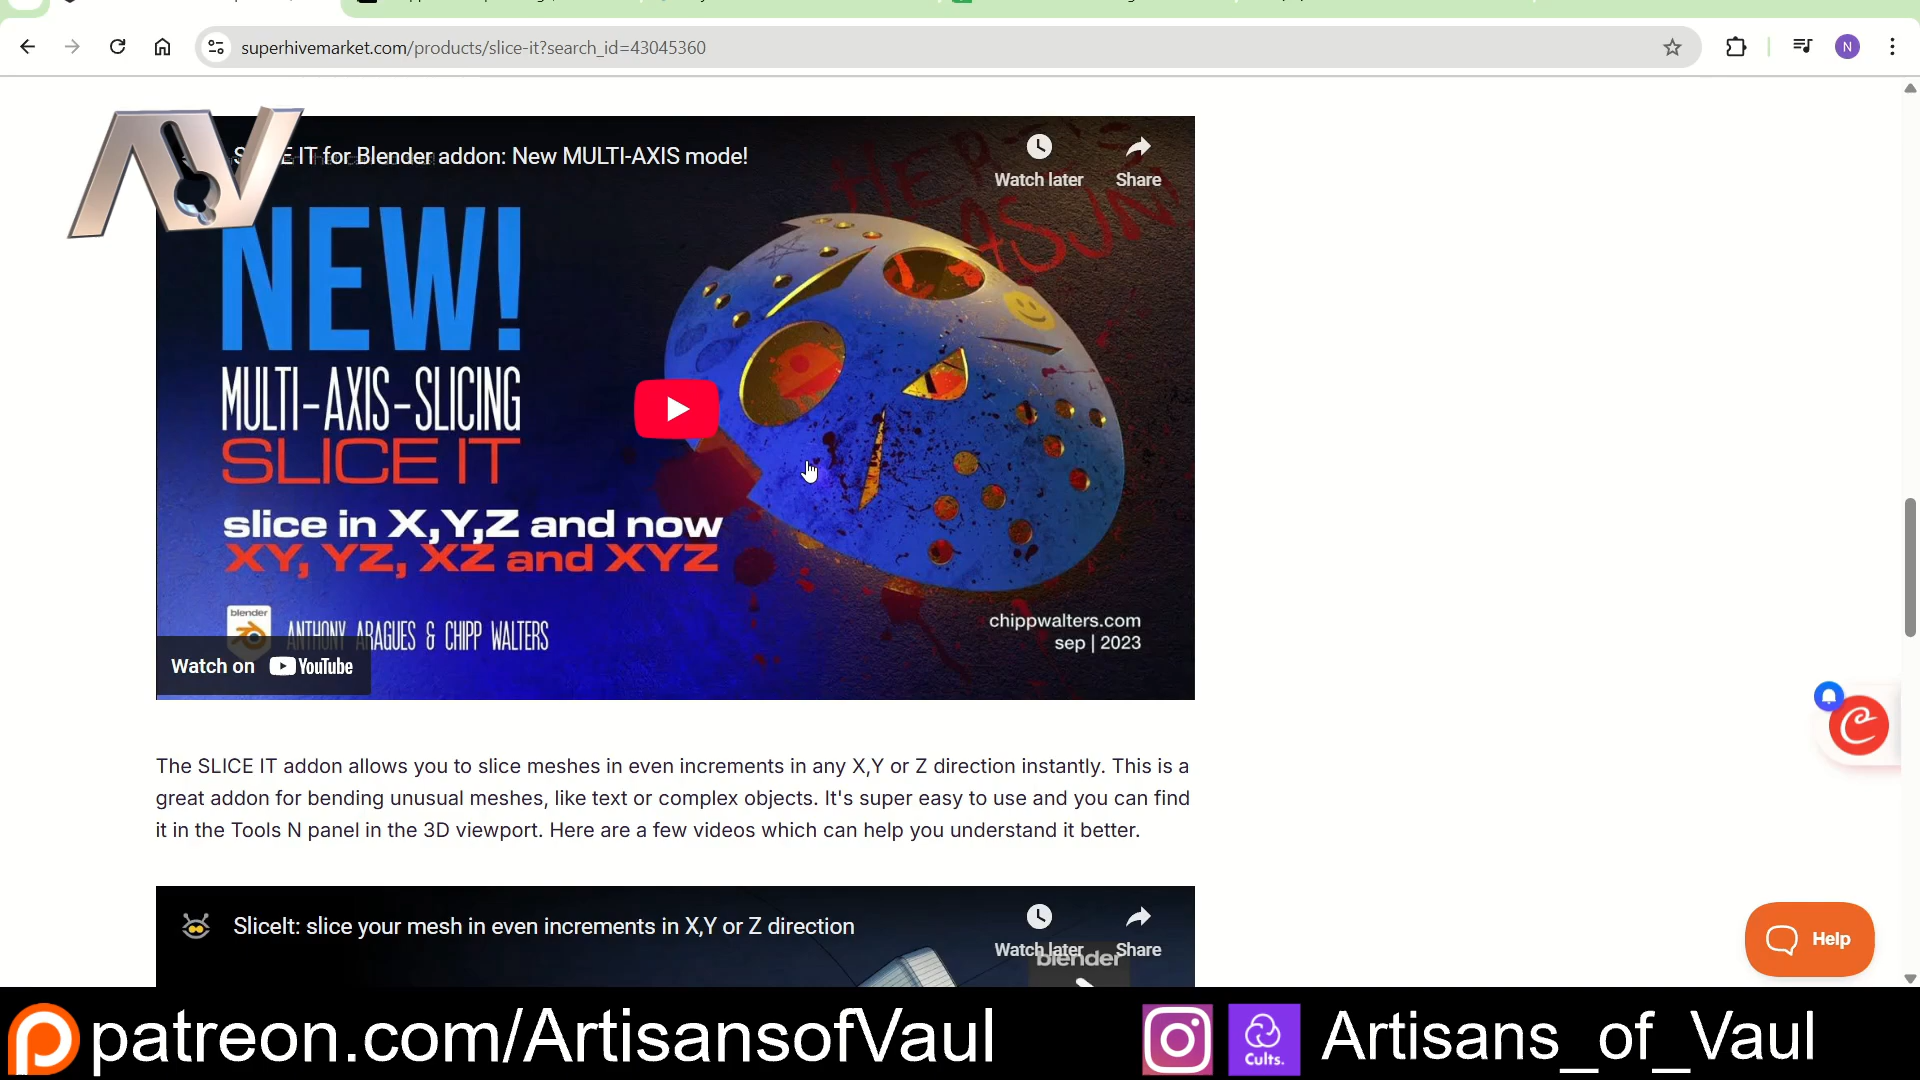 superhivemarket.com/products/slice-it?search_id=43045360
N
AV
IT for Blender addon: New MULTI-AXIS mode!
Watch later
Share
NEW!
MULTI-AXIS-SLICING
SLICE IT
slice in X,Y,Z and now
XY, YZ, XZ and XYZ
blender
ANTHONY ARAGUES & CHIPP WALTERS
chippwalters.com
sep | 2023
Watch on YouTube
The SLICE IT addon allows you to slice meshes in even increments in any X,Y or Z direction instantly. This is a
great addon for bending unusual meshes, like text or complex objects. It's super easy to use and you can find
it in the Tools N panel in the 3D viewport. Here are a few videos which can help you understand it better.
SliceIt: slice your mesh in even increments in X,Y or Z direction
Watch later
Share
blender
Help
patreon.com/ArtisansofVaul
Cults.
Artisans_of_Vaul